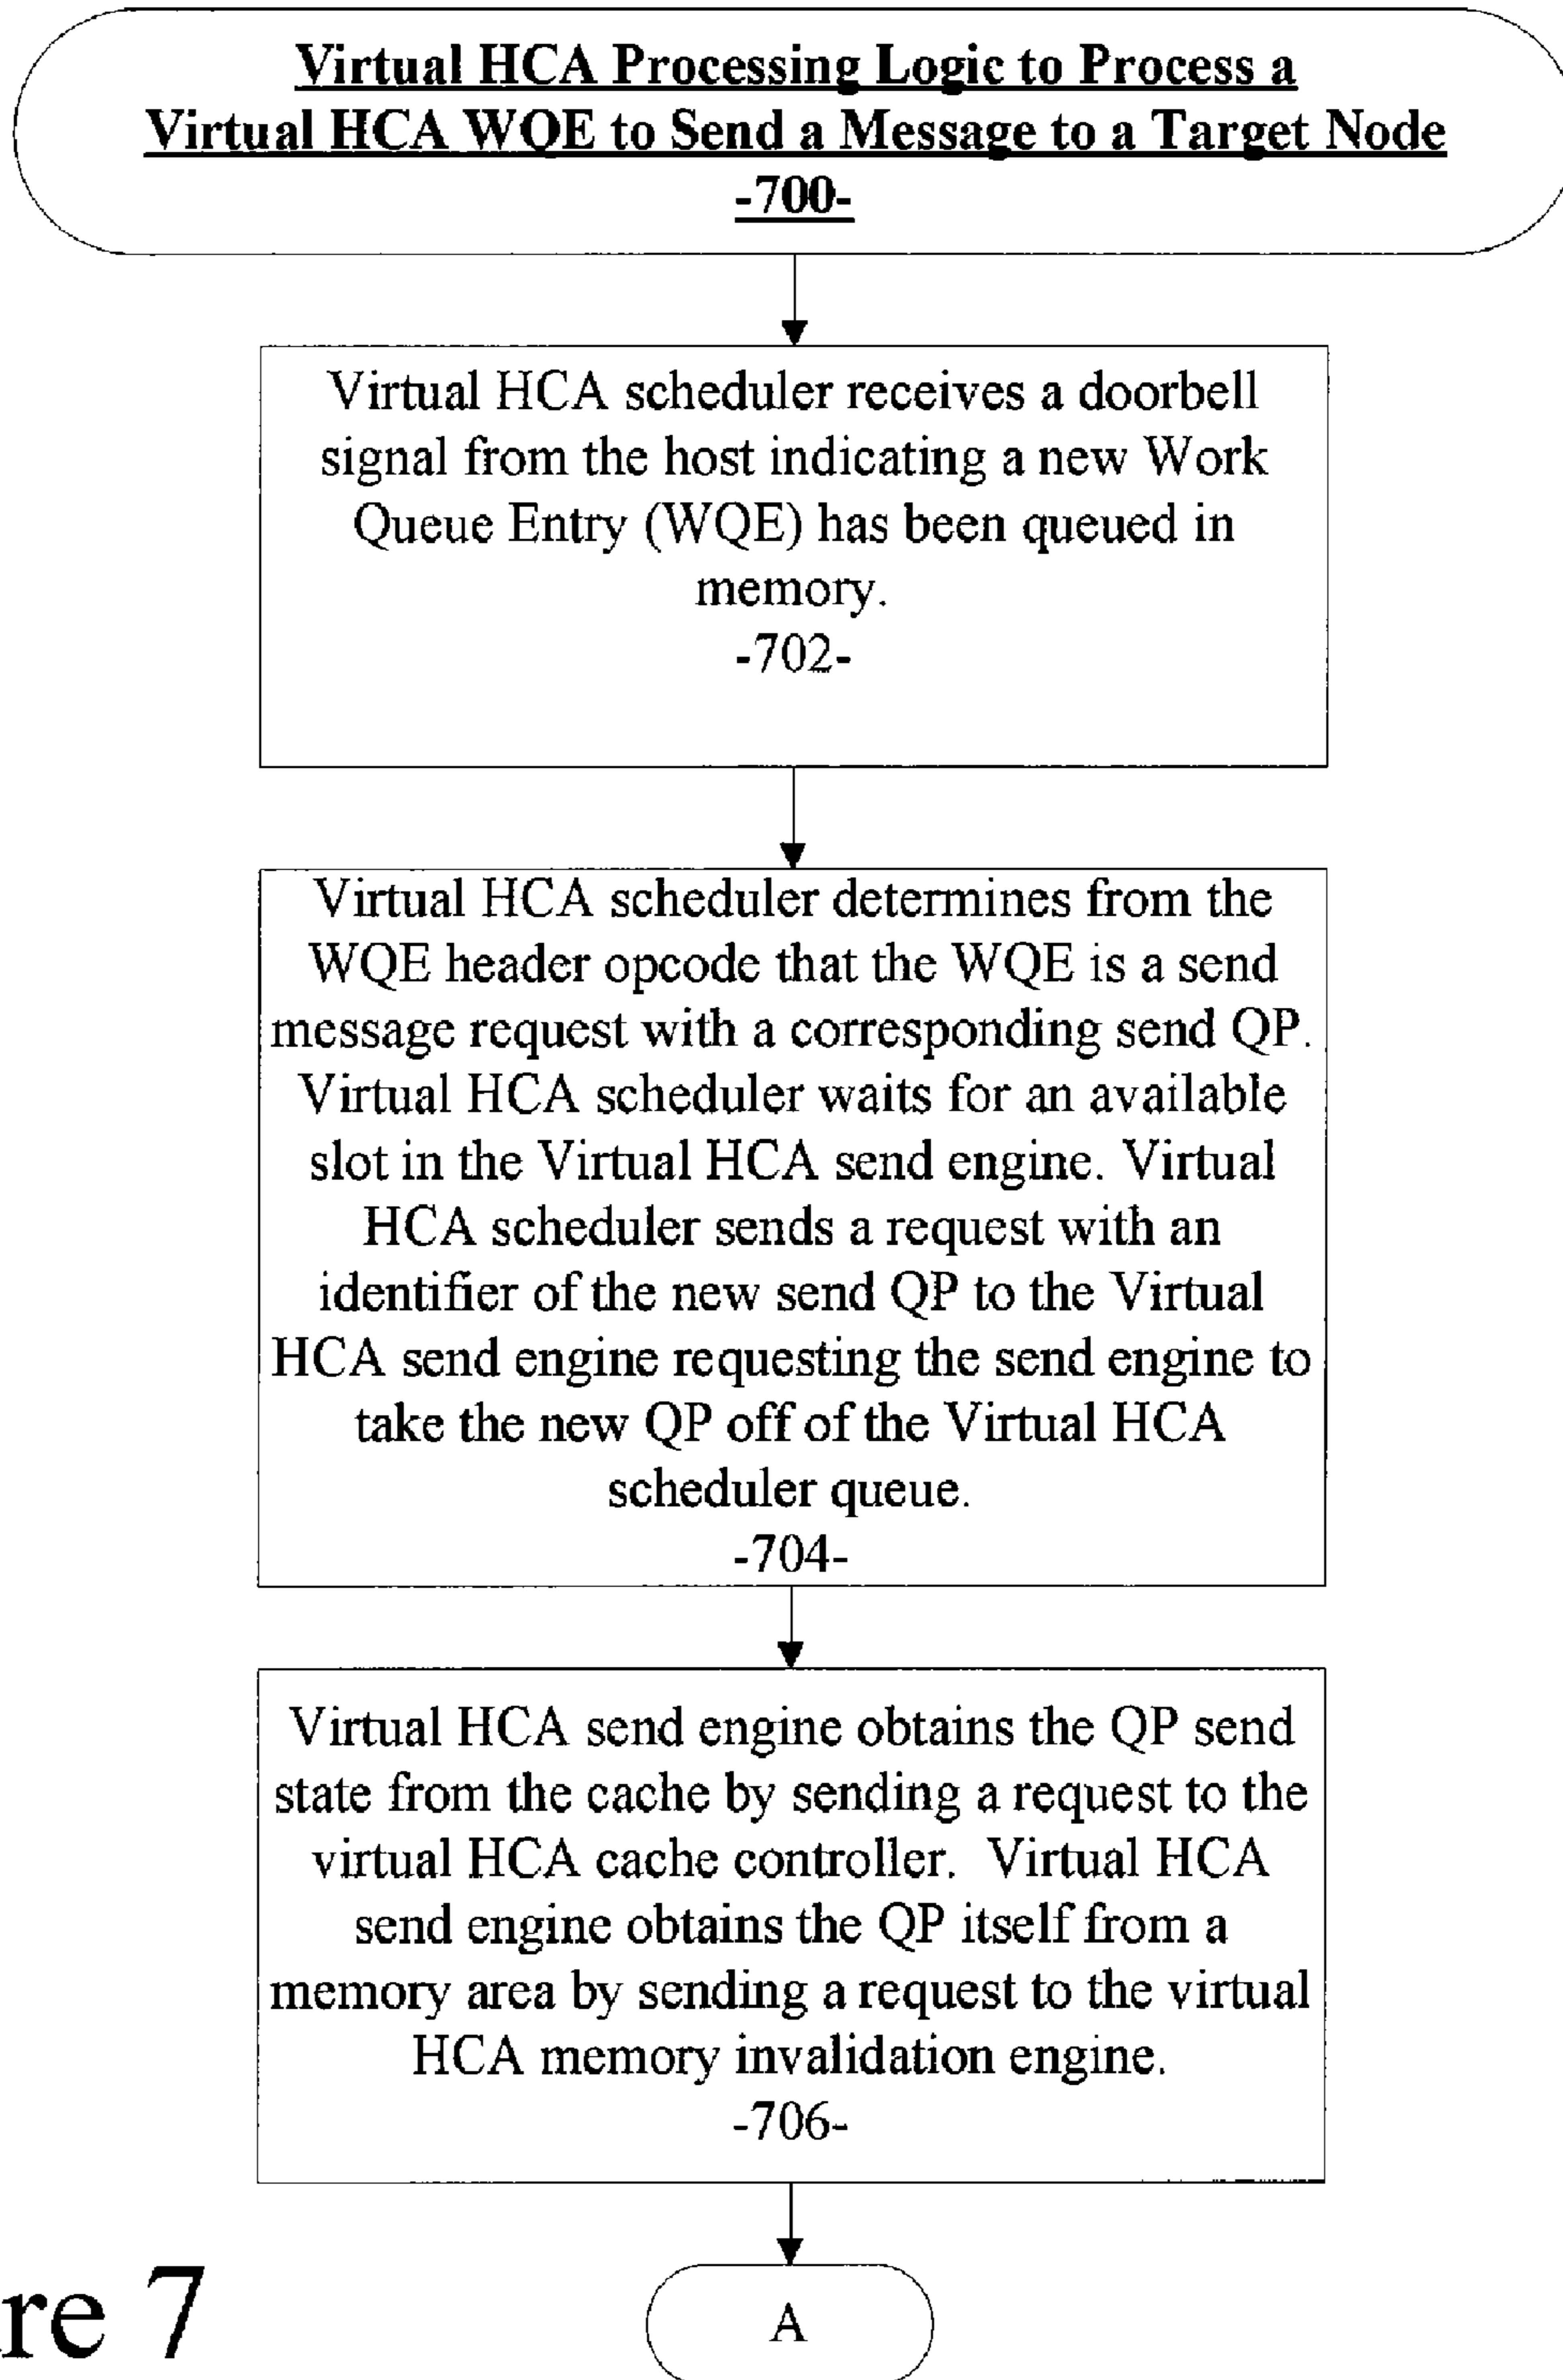 Virtual HCA Processing Logic to Process a
Virtual HCA WQE to Send a Message to a Target Node
-700-
Virtual HCA scheduler receives a doorbell
signal from the host indicating a new Work
Queue Entry (WQE) has been queued in
memory.
-702-
Virtual HCA scheduler determines from the
WQE header opcode that the WQE is a send
message request with a corresponding send QP.
Virtual HCA scheduler waits for an available
slot in the Virtual HCA send engine. Virtual
HCA scheduler sends a request with an
identifier of the new send QP to the Virtual
HCA send engine requesting the send engine to
take the new QP off of the Virtual HCA
scheduler queue.
-704-
Virtual HCA send engine obtains the QP send
state from the cache by sending a request to the
virtual HCA cache controller. Virtual HCA
send engine obtains the QP itself from a
memory area by sending a request to the virtual
HCA memory invalidation engine.
-706-
A
re 7